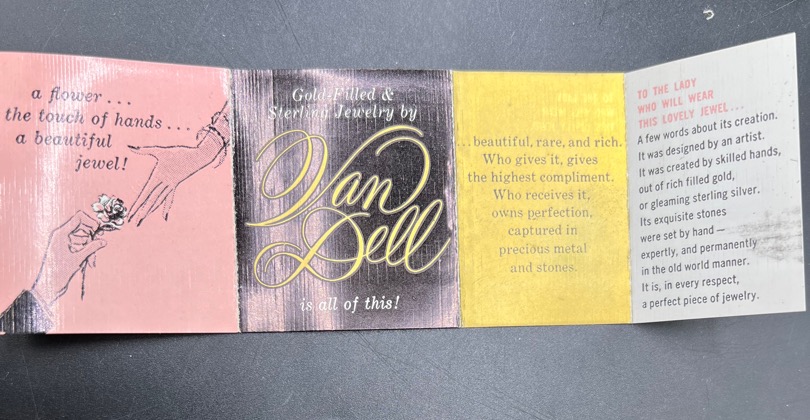 a flower...
the touch of hands....
a beautiful
jewel!
Gold-Filled &
Sterling Jewelry by
Van
Dell
is all of this!
...beautiful, rare, and rich.
Who gives it, gives
the highest compliment.
Who receives it,
owns perfection,
captured in
precious metal
and stones.
TO THE LADY
WHO WILL WEAR
THIS LOVELY JEWEL...
A few words about its creation.
It was designed by an artist.
It was created by skilled hands,
out of rich filled gold,
or gleaming sterling silver.
Its exquisite stones
were set by hand —
expertly, and permanently
in the old world manner.
It is, in every respect,
a perfect piece of jewelry.